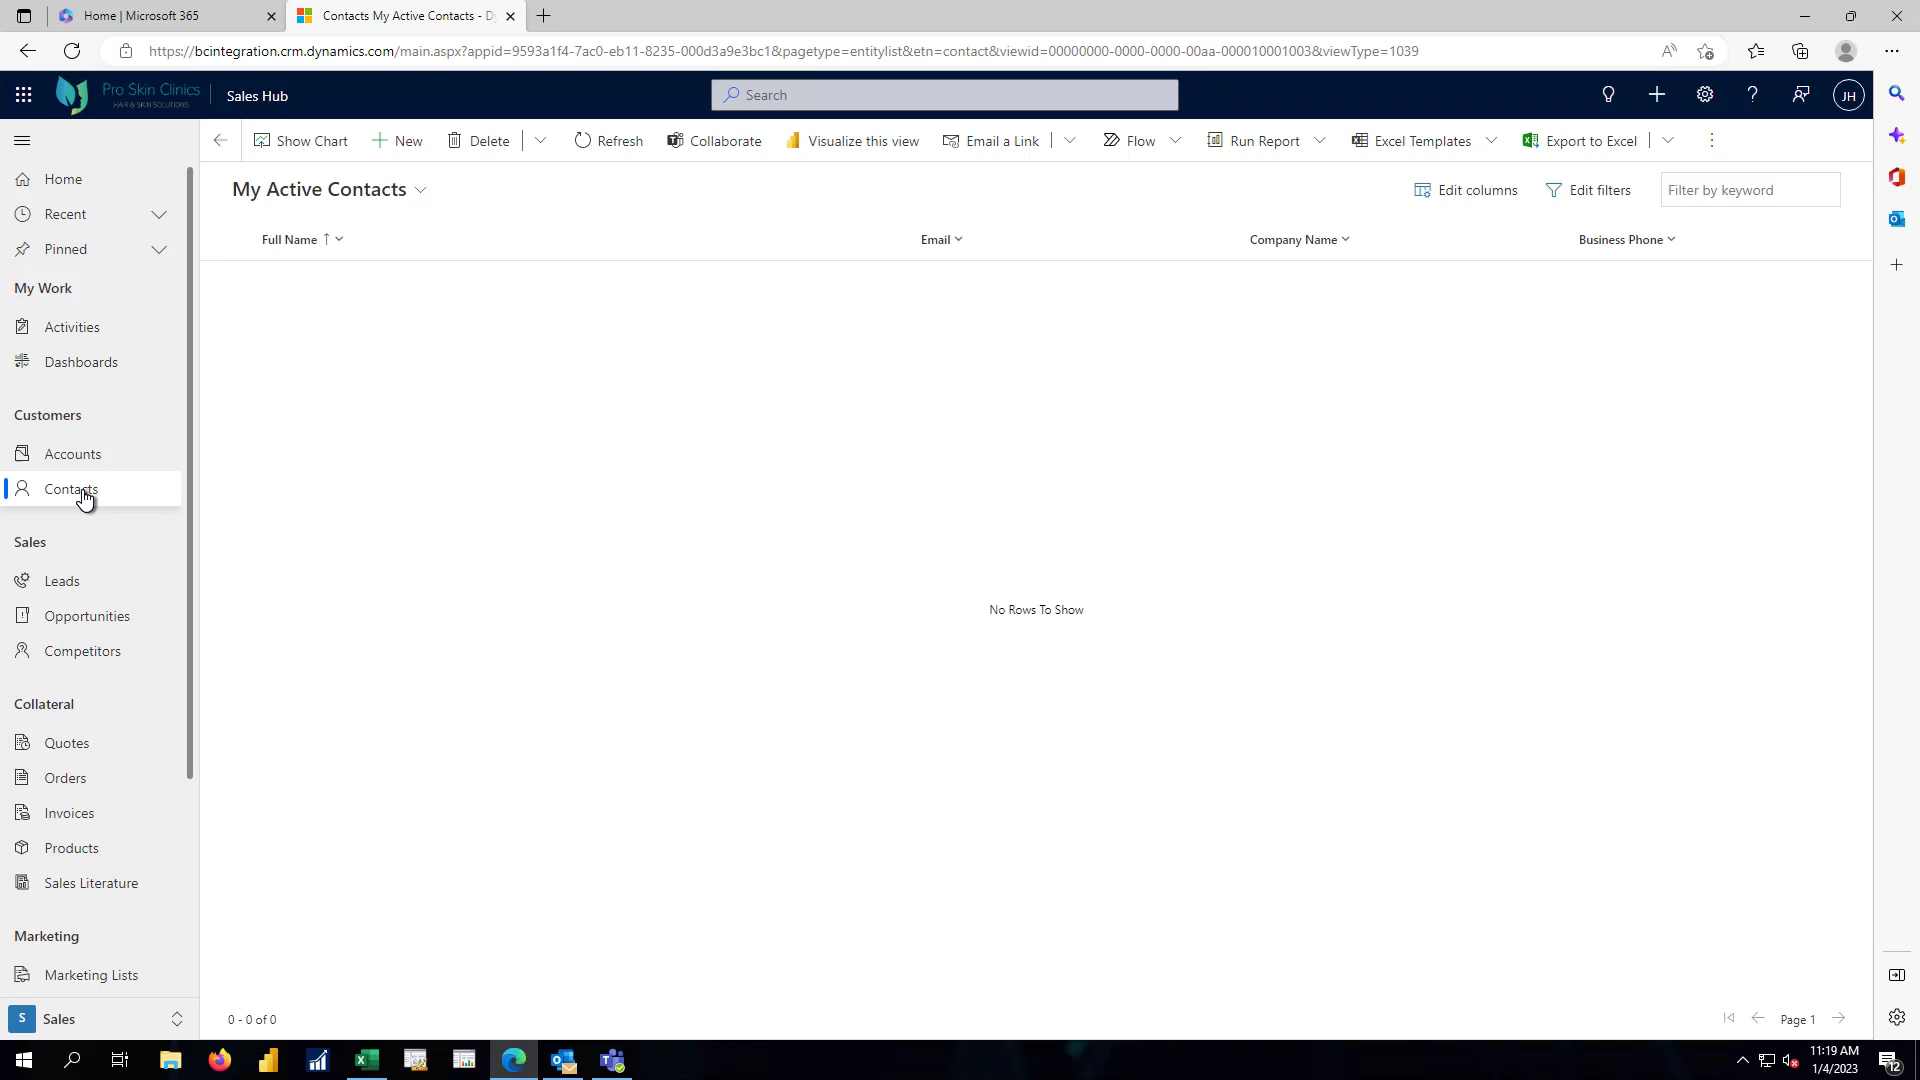 Home | Microsoft 365
Contacts My Active Contacts - D
https://bcintegration.crm.dynamics.com/main.aspx?appid=9593a1f4-7ac0-eb11-8235-000d3a9e3bc1&pagetype=entitylist&etn=contact&viewid=00000000-0000-0000-00aa-000010001003&viewType=1039
Pro Skin Clinics
HAIR & SKIN SOLUTIONS
Sales Hub
Search
JH
Show Chart
New
Delete
Refresh
Collaborate
Visualize this view
Email a Link
Flow
Run Report
Excel Templates
Export to Excel
Home
Recent
Pinned
My Work
Activities
Dashboards
Customers
Accounts
Contacts
Sales
Leads
Opportunities
Competitors
Collateral
Quotes
Orders
Invoices
Products
Sales Literature
Marketing
Marketing Lists
S
Sales
My Active Contacts
Edit columns
Edit filters
Filter by keyword
Full Name
Email
Company Name
Business Phone
No Rows To Show
0 - 0 of 0
Page 1
11:19 AM
1/4/2023
12